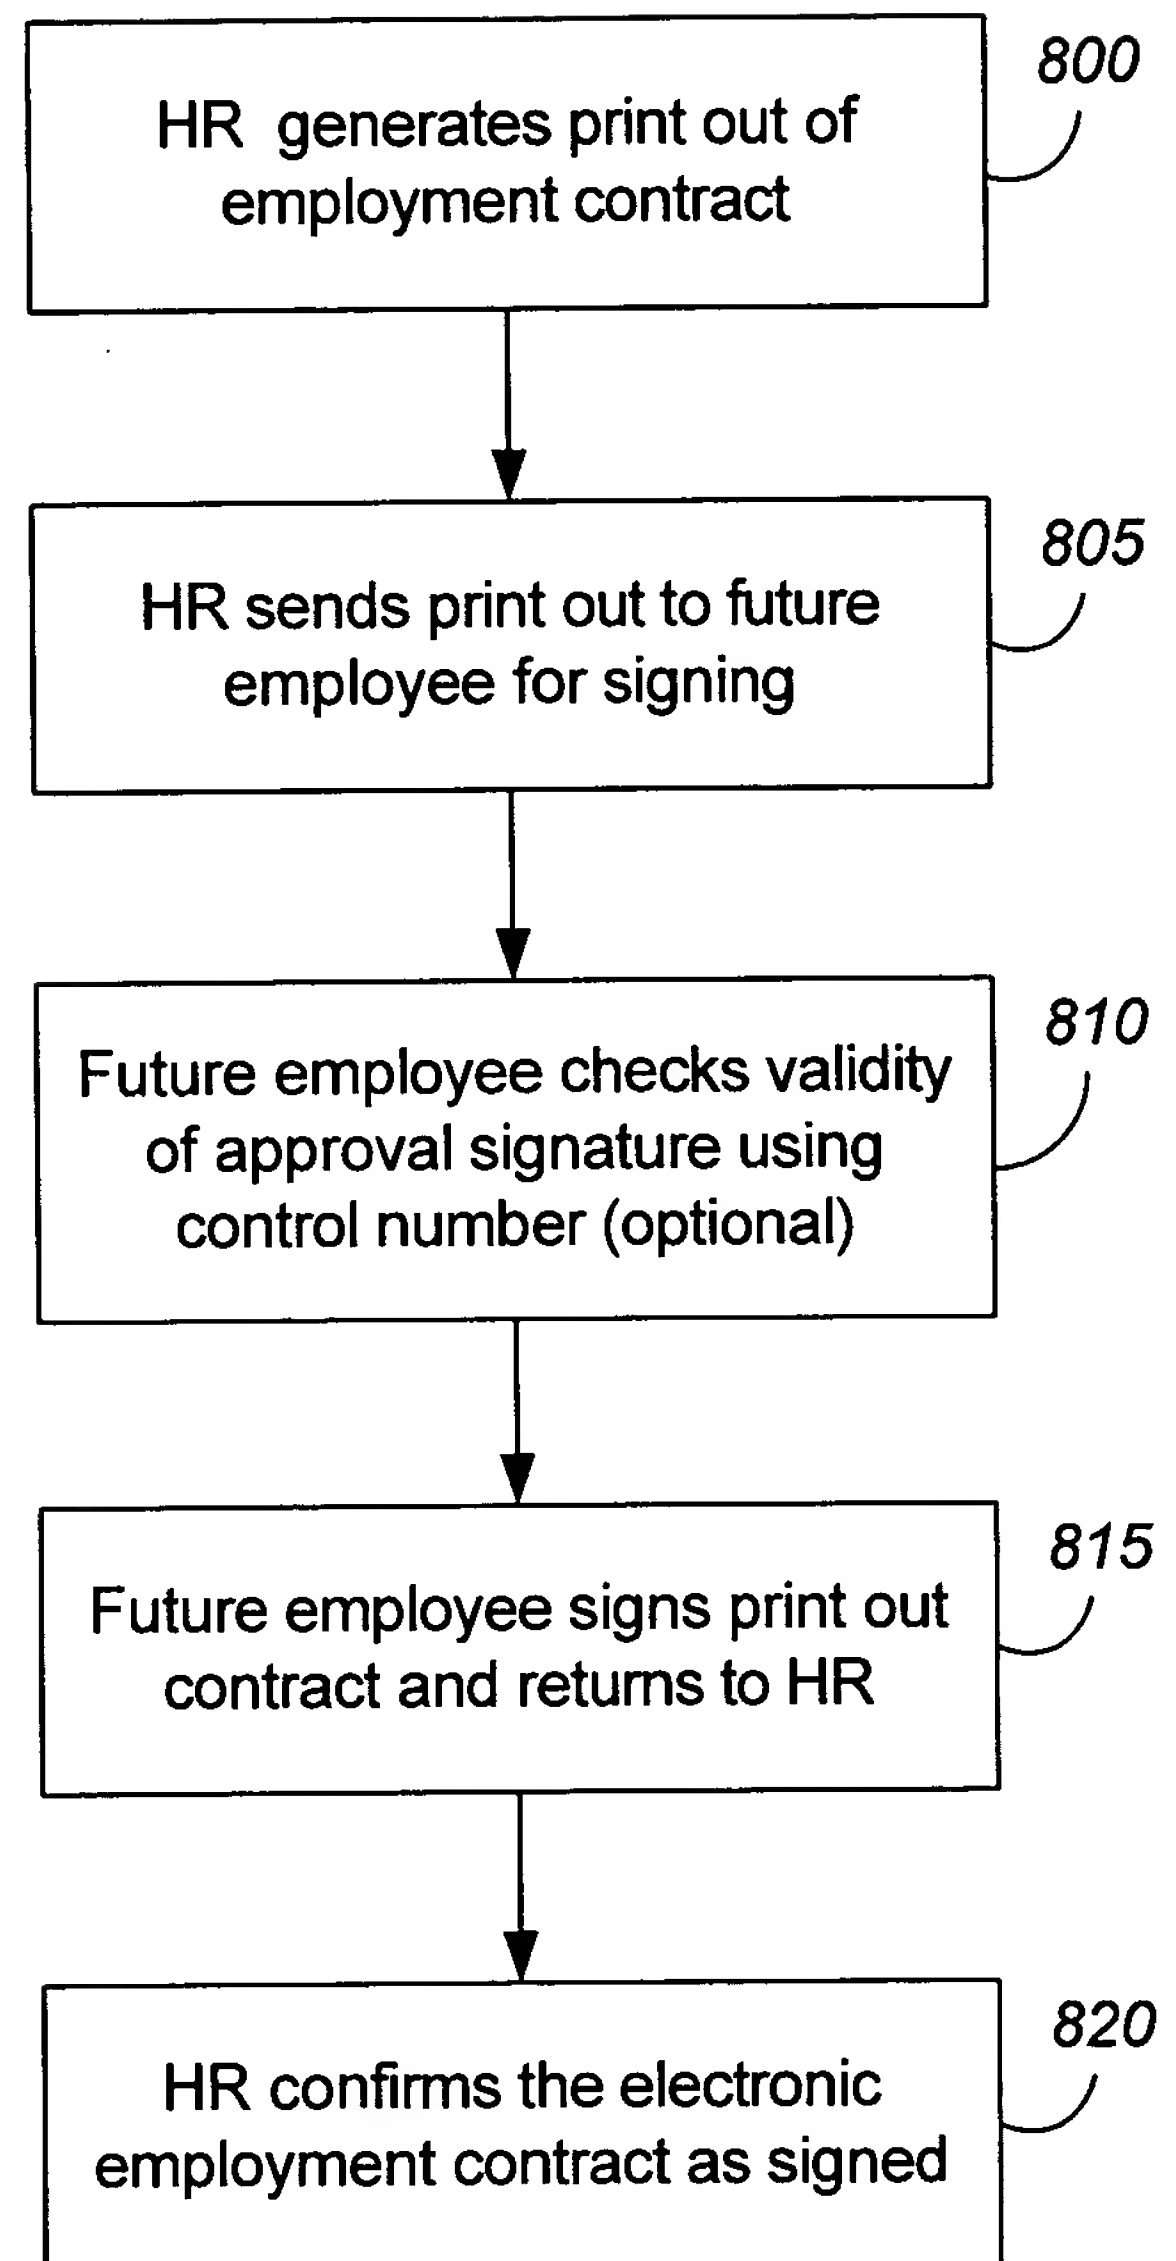 800
HR generates print out of
employment contract
805
HR sends print out to future
employee for signing
810
Future employee checks validity
of approval signature using
control number (optional)
815
Future employee signs print out
contract and returns to HR
820
HR confirms the electronic
employment contract as signed